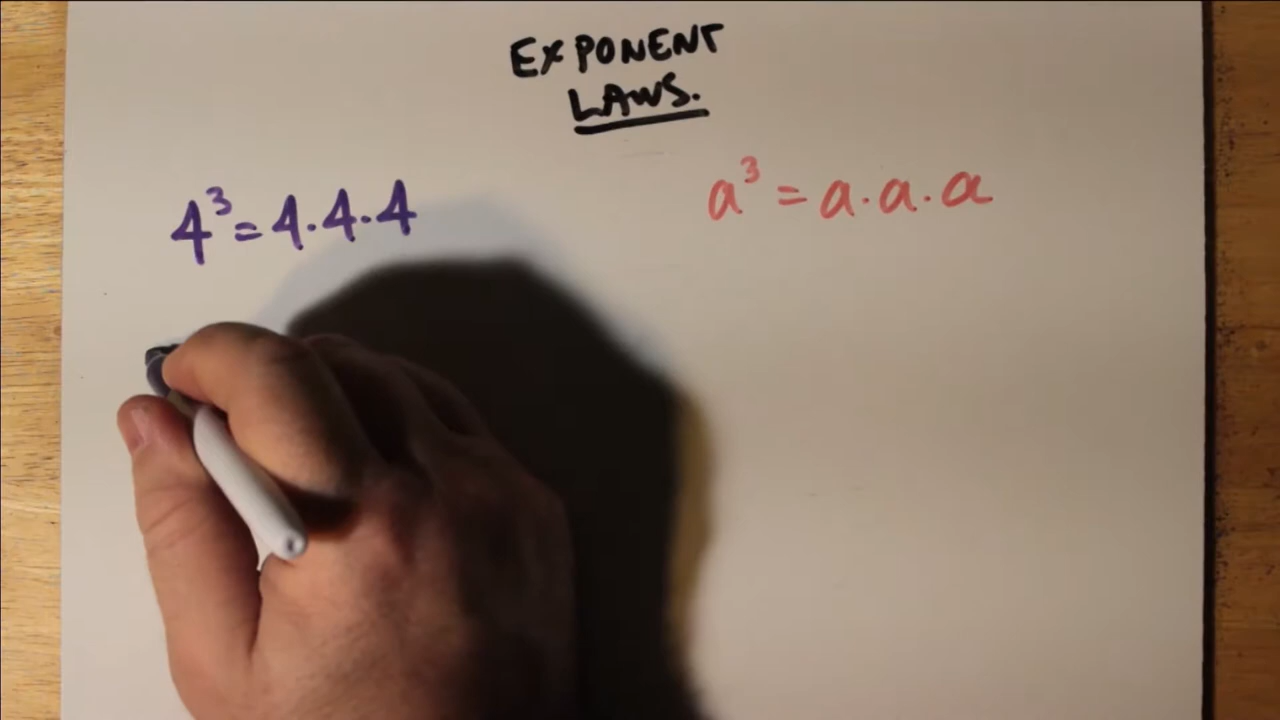 EXPONENT
LAWS.
4³ = 4·4·4
a³ = a·a·a